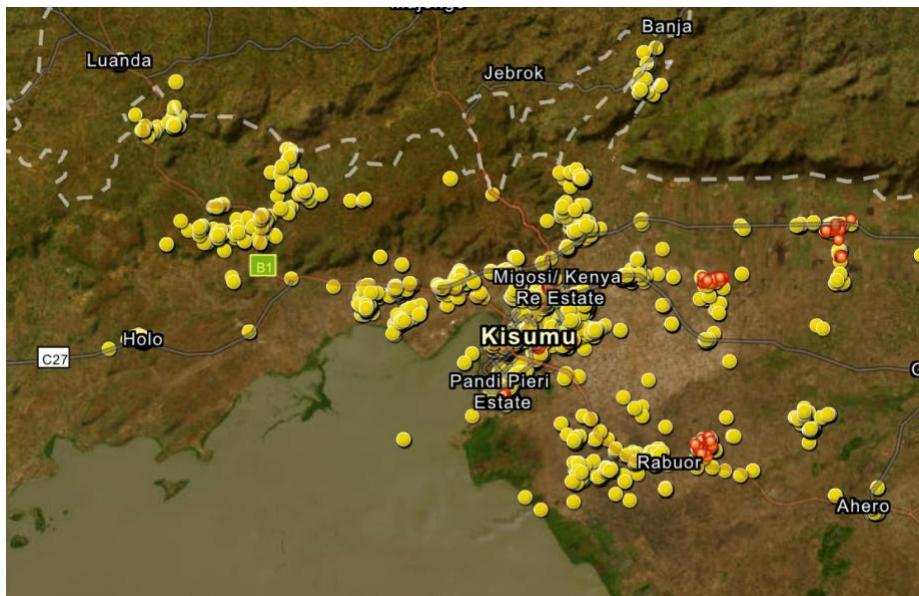 Banja
Luanda
Jebrok
B1
Migosi/ Kenya
Re Estate
Kisumu
Holo
C27
Pandi Pieri
Estate
Rabuor
Ahero